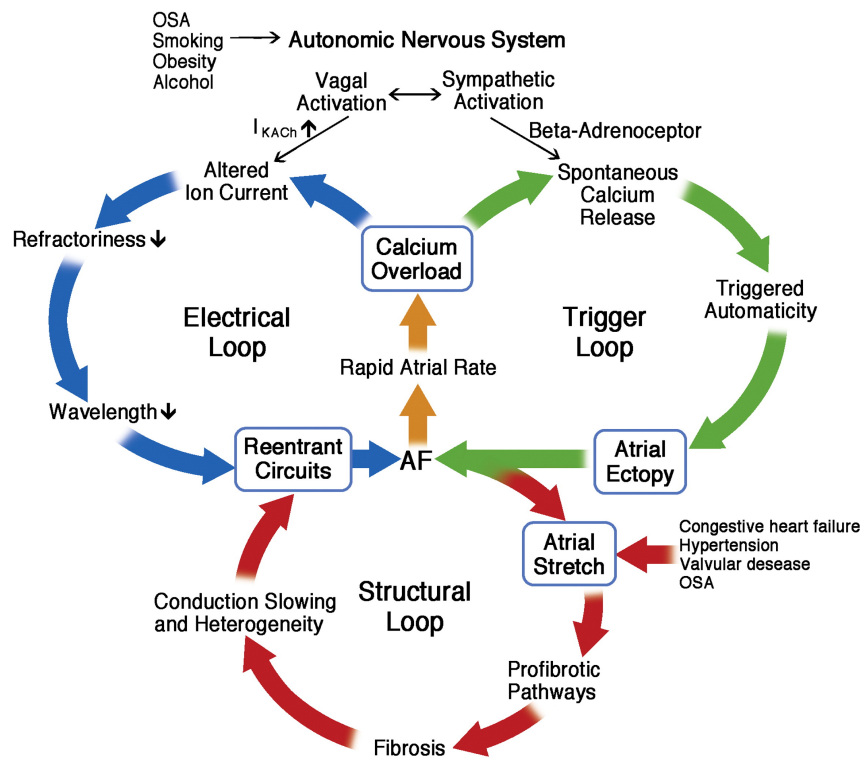 OSA
Smoking
Obesity
Alcohol
Autonomic Nervous System
Vagal
Activation
Sympathetic
Activation
I KACh ↑
Beta-Adrenoceptor
Altered
Ion Current
Spontaneous
Calcium
Release
Refractoriness ↓
Calcium
Overload
Triggered
Automaticity
Electrical
Loop
Trigger
Loop
Rapid Atrial Rate
Wavelength ↓
Reentrant
Circuits
AF
Atrial
Ectopy
Atrial
Stretch
Congestive heart failure
Hypertension
Valvular desease
OSA
Conduction Slowing
and Heterogeneity
Structural
Loop
Profibrotic
Pathways
Fibrosis